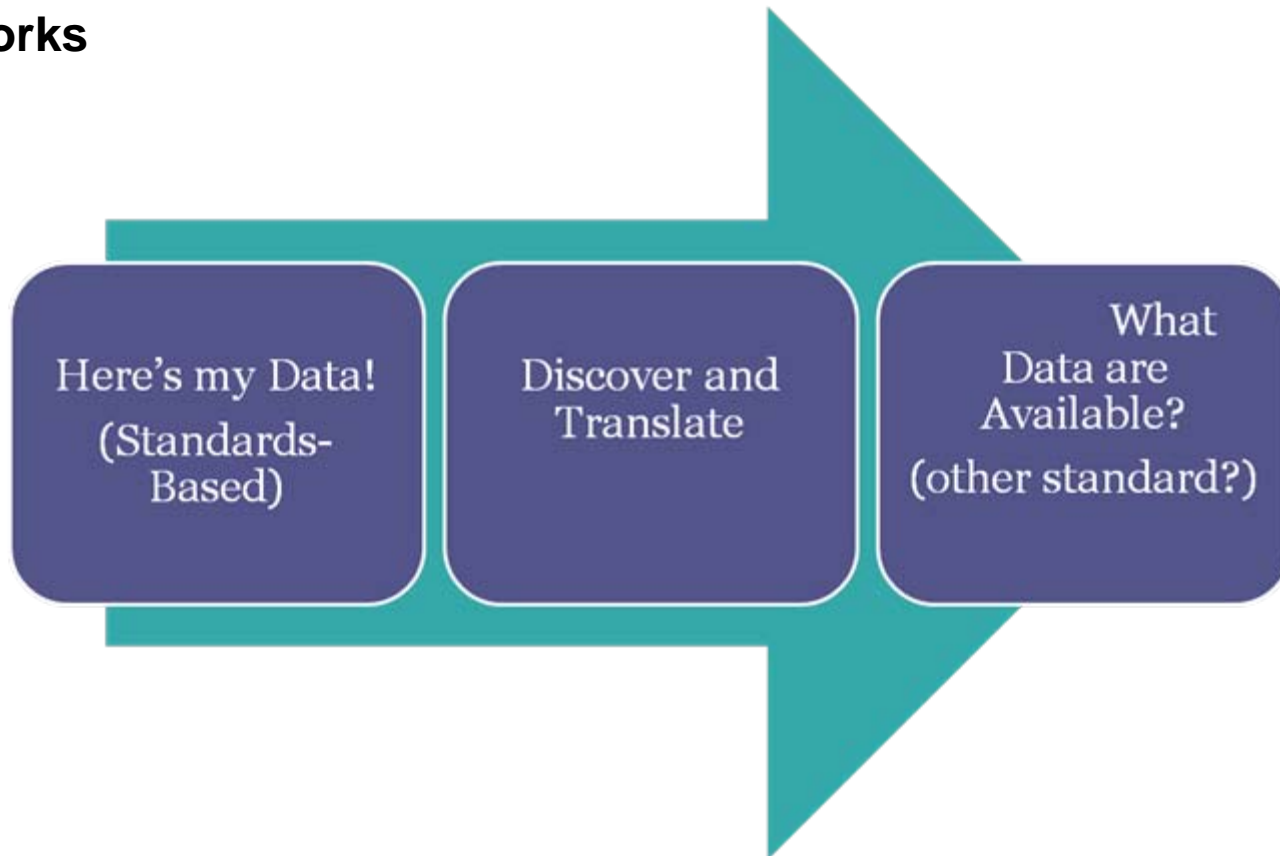 orks
Here's my Data!
(Standards-
Based)
Discover and
Translate
What
Data are
Available?
(other standard?)